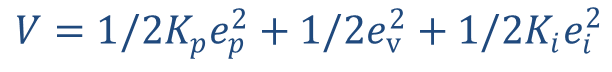 V = 1/2K_p e_p^2 + 1/2e_v^2 + 1/2K_i e_i^2